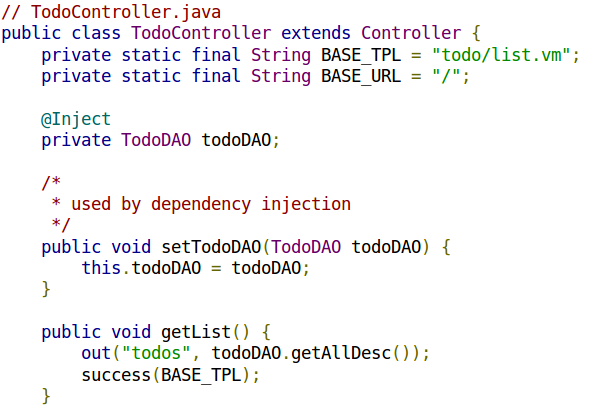 // TodoController.java
public class TodoController extends Controller {
    private static final String BASE_TPL = "todo/list.vm";
    private static final String BASE_URL = "/";

    @Inject
    private TodoDAO todoDAO;

    /*
     * used by dependency injection
     */
    public void setTodoDAO(TodoDAO todoDAO) {
        this.todoDAO = todoDAO;
    }

    public void getList() {
        out("todos", todoDAO.getAllDesc());
        success(BASE_TPL);
    }